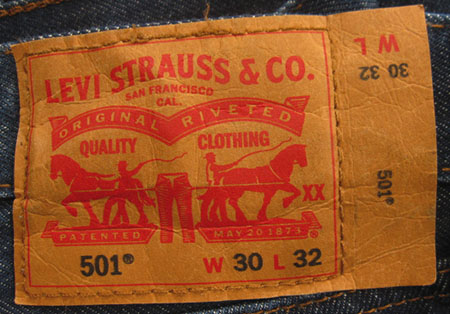 LEVI STRAUSS & CO.
SAN FRANCISCO
CAL.
ORIGINAL RIVETED
QUALITY CLOTHING
XX
PATENTED MAY 20 1873
501® W 30 L 32
W L
30 32
501®